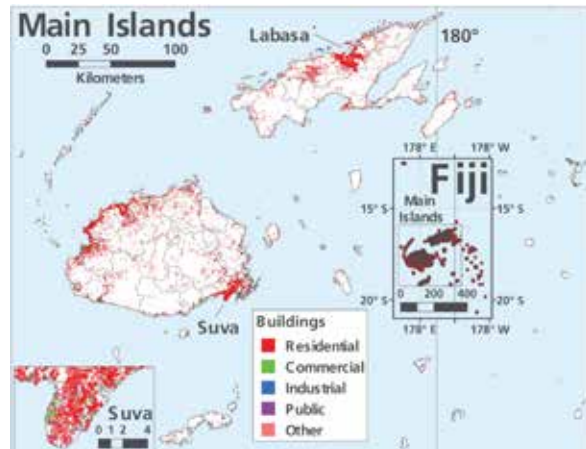 Main Islands
0 25 50 100
Kilometers
Labasa
180°
178° E 178° W
Fiji
Main
Islands
15° S
15° S
0 200 400
20° S
20° S
178° E 178° W
Suva
Buildings
Residential
Commercial
Industrial
Public
Other
Suva
0 1 2 4